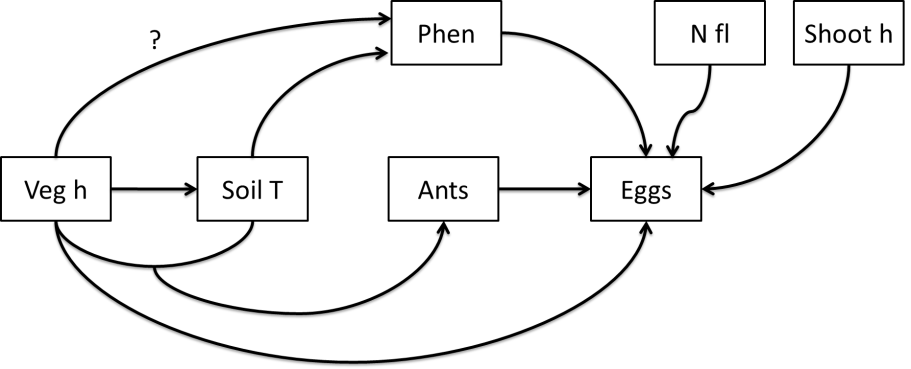 ?
Phen
N fl
Shoot h
Veg h
Soil T
Ants
Eggs